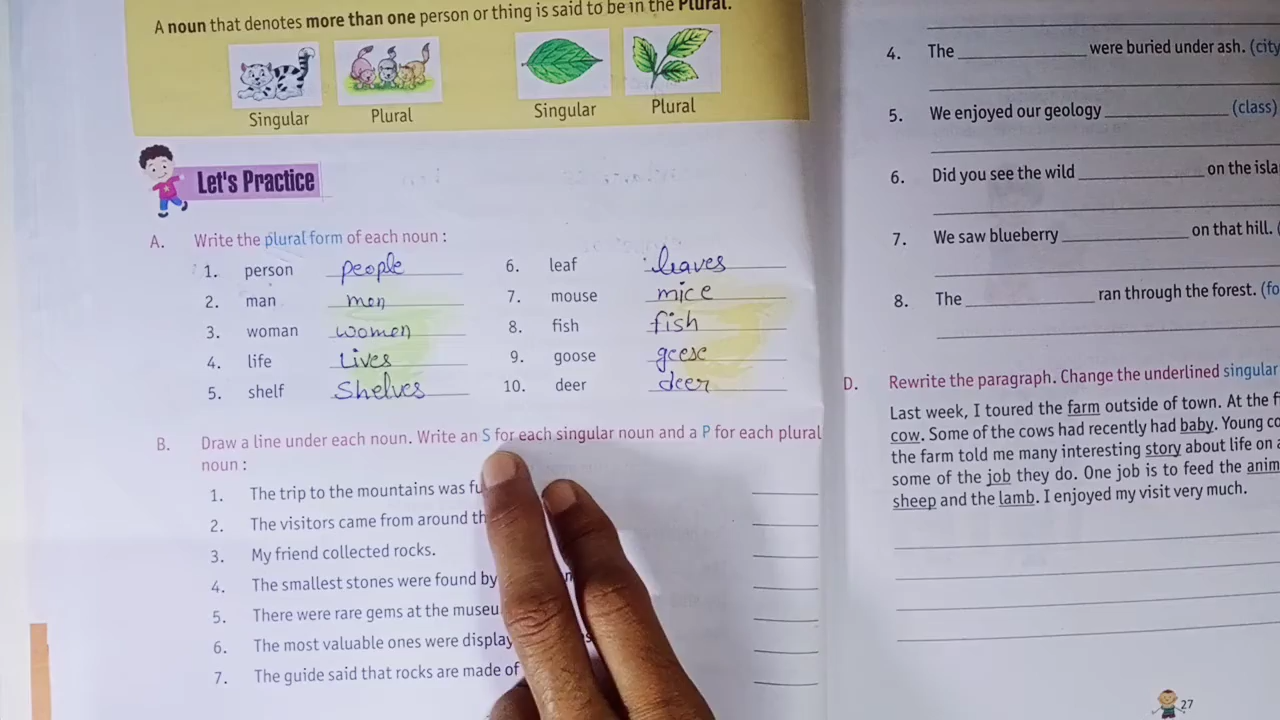 A noun that denotes more than one person or thing is said to be in the Plural.
Singular Plural Singular Plural
Let's Practice
A. Write the plural form of each noun :
1. person people 6. leaf leaves
2. man men 7. mouse mice
3. woman women 8. fish fish
4. life Lives 9. goose geese
5. shelf Shelves 10. deer deer
B. Draw a line under each noun. Write an S for each singular noun and a P for each plural
noun :
1. The trip to the mountains was
2. The visitors came from around
3. My friend collected rocks.
4. The smallest stones were found by
5. There were rare gems at the
6. The most valuable ones were
7. The guide said that rocks are made of
4. The ____________ were buried under ash. (city
5. We enjoyed our geology ____________ (class)
6. Did you see the wild ____________ on the
7. We saw blueberry ____________ on that hill.
8. The ____________ ran through the forest.
D. Rewrite the paragraph. Change the underlined singular
Last week, I toured the farm outside of town. At the
cow. Some of the cows had recently had baby. Young
the farm told me many interesting story about life on
some of the job they do. One job is to feed the
sheep and the lamb. I enjoyed my visit very much.
27